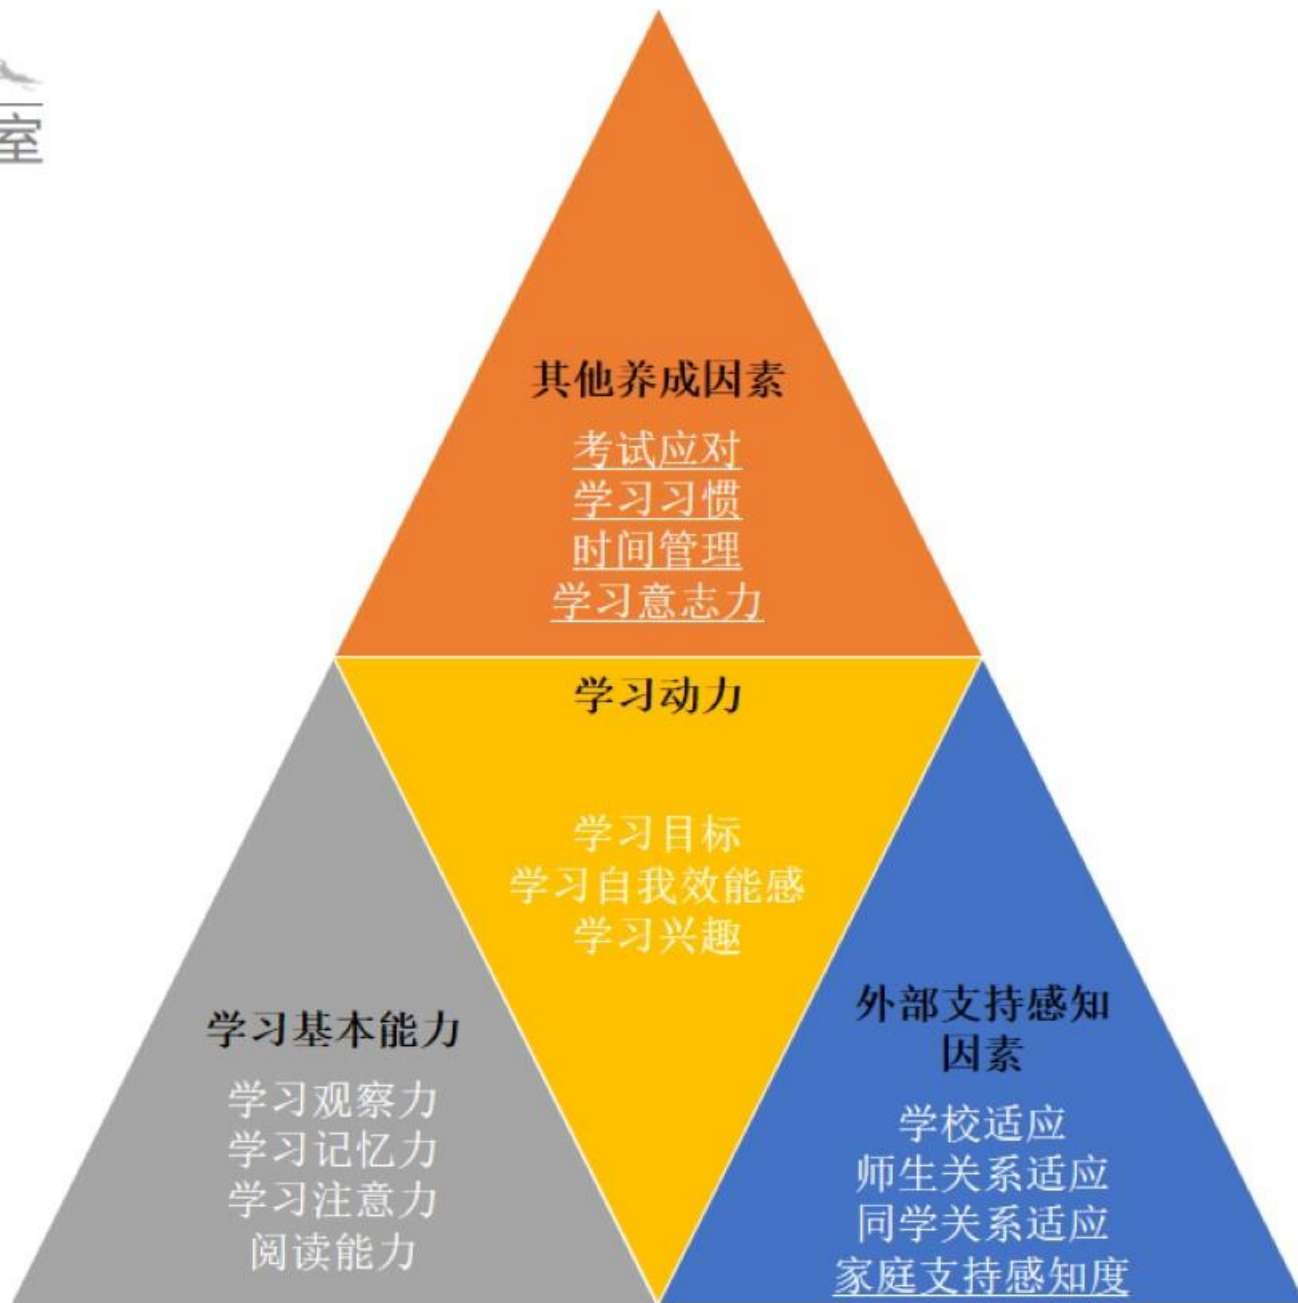 室
其他养成因素
考试应对
学习习惯
时间管理
学习意志力
学习动力
学习目标
学习自我效能感
学习兴趣
学习基本能力
学习观察力
学习记忆力
学习注意力
阅读能力
外部支持感知
因素
学校适应
师生关系适应
同学关系适应
家庭支持感知度